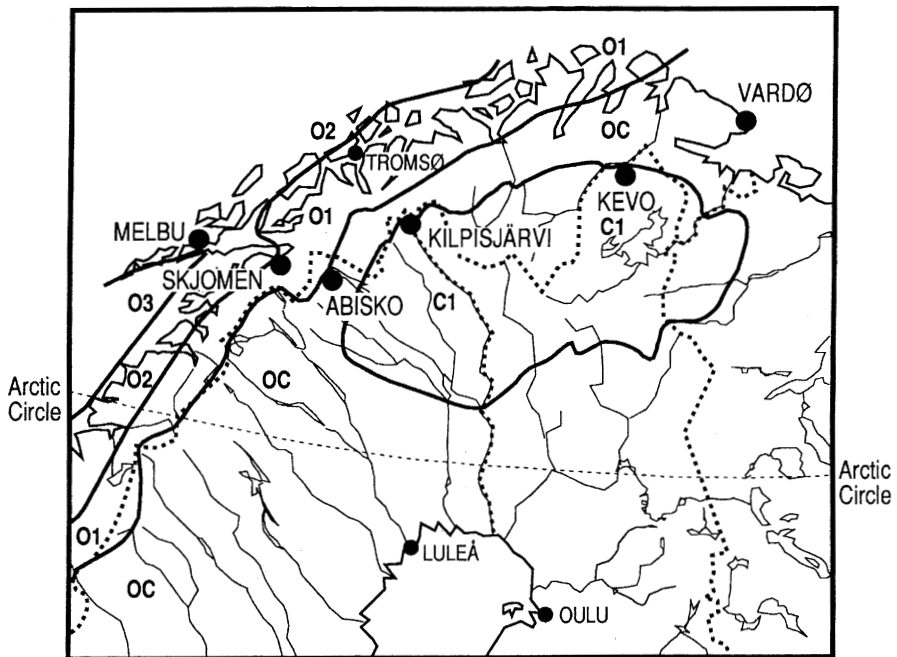 O1
VARDØ
O2
OC
TROMSØ
KEVO
C1
O1
MELBU
KILPISJÄRVI
SKJOMEN
ABISKO
O3
C1
O2
OC
Arctic
Circle
Arctic
Circle
O1
LULEÅ
OC
OULU